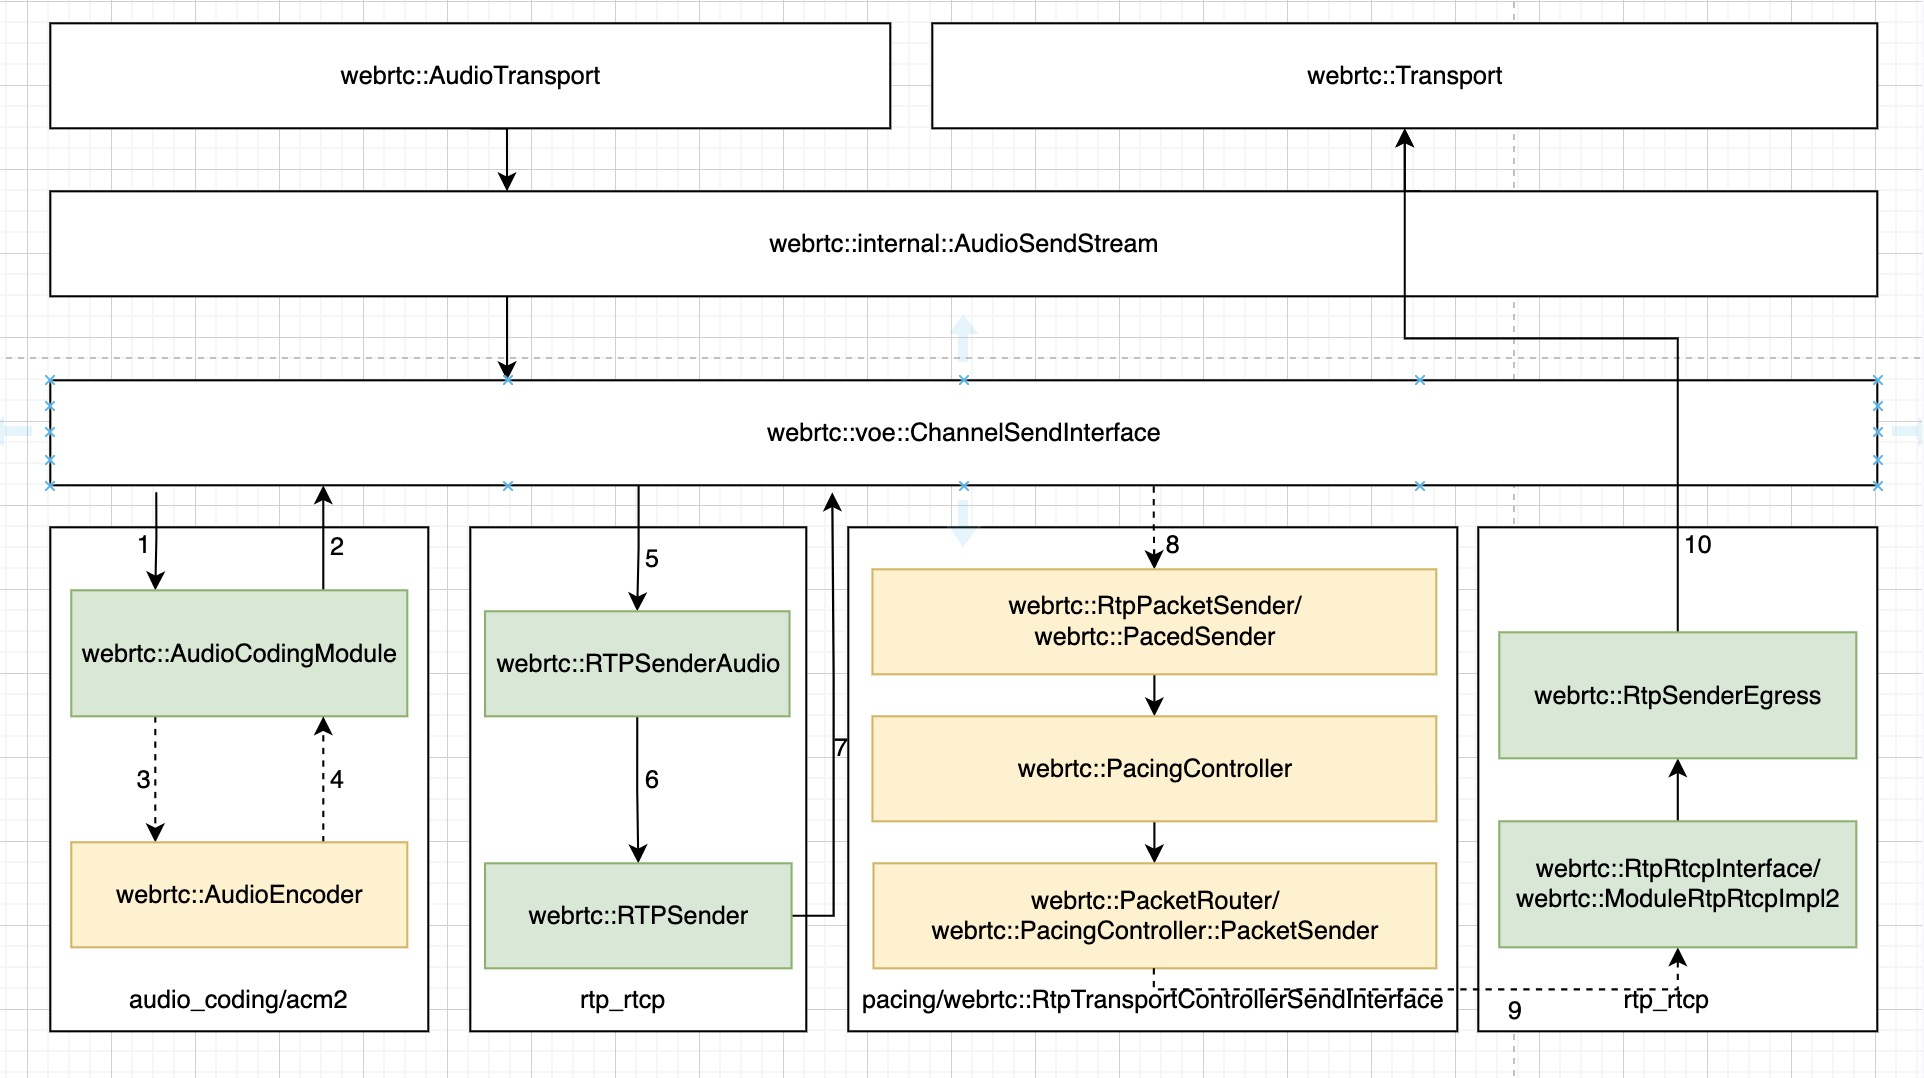 webrtc::AudioTransport
webrtc::Transport
webrtc::internal::AudioSendStream
webrtc::voe::ChannelSendInterface
1
2
webrtc::AudioCodingModule
3
4
webrtc::AudioEncoder
audio_coding/acm2
5
webrtc::RTPSenderAudio
6
webrtc::RTPSender
rtp_rtcp
7
8
webrtc::RtpPacketSender/
webrtc::PacedSender
webrtc::PacingController
webrtc::PacketRouter/
webrtc::PacingController::PacketSender
pacing/webrtc::RtpTransportControllerSendInterface
10
webrtc::RtpSenderEgress
webrtc::RtpRtcpInterface/
webrtc::ModuleRtpRtcpImpl2
9
rtp_rtcp